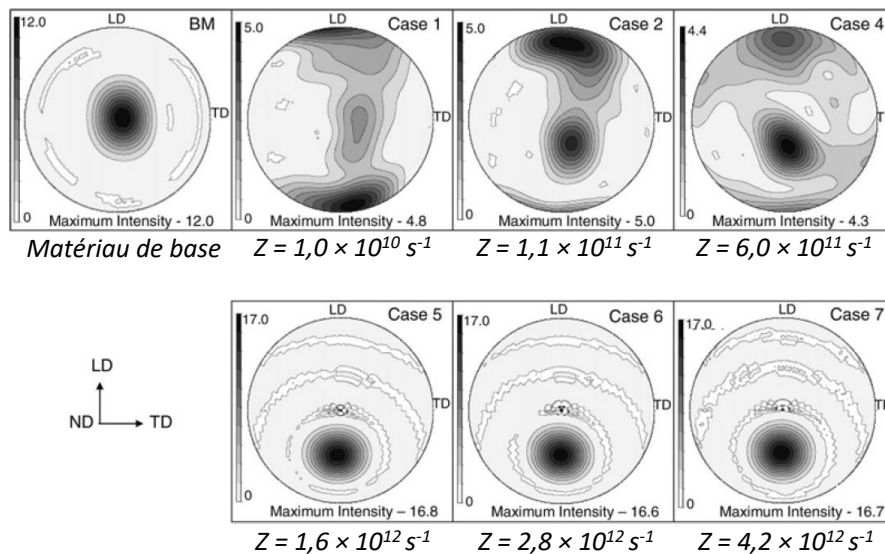 12.0 LD BM
TD
0
Maximum Intensity - 12.0
Matériau de base
5.0 LD Case 1
TD
0
Maximum Intensity - 4.8
Z = 1,0 × 10¹⁰ s⁻¹
5.0 LD Case 2
TD
0
Maximum Intensity - 5.0
Z = 1,1 × 10¹¹ s⁻¹
4.4 LD Case 4
TD
0
Maximum Intensity - 4.3
Z = 6,0 × 10¹¹ s⁻¹
LD
ND TD
17.0 LD Case 5
TD
0
Maximum Intensity – 16.8
Z = 1,6 × 10¹² s⁻¹
17.0 LD Case 6
TD
0
Maximum Intensity – 16.6
Z = 2,8 × 10¹² s⁻¹
17.0 LD Case 7
TD
0
Maximum Intensity -16.7
Z = 4,2 × 10¹² s⁻¹